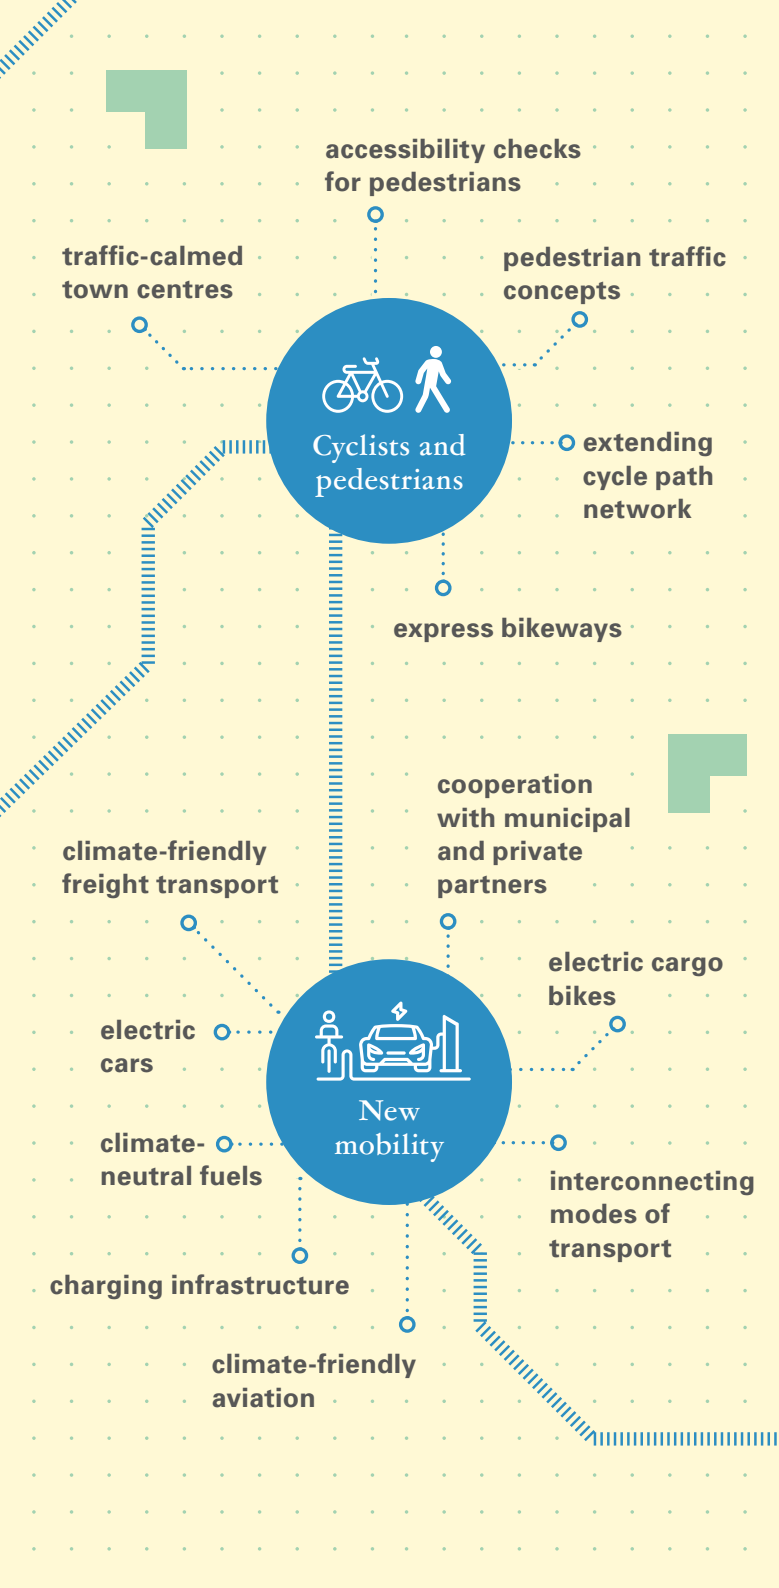 accessibility checks
for pedestrians
traffic-calmed
town centres
pedestrian traffic
concepts
Cyclists and
pedestrians
extending
cycle path
network
express bikeways
cooperation
with municipal
and private
partners
climate-friendly
freight transport
electric cargo
bikes
electric
cars
New
mobility
climate-
neutral fuels
interconnecting
modes of
transport
charging infrastructure
climate-friendly
aviation